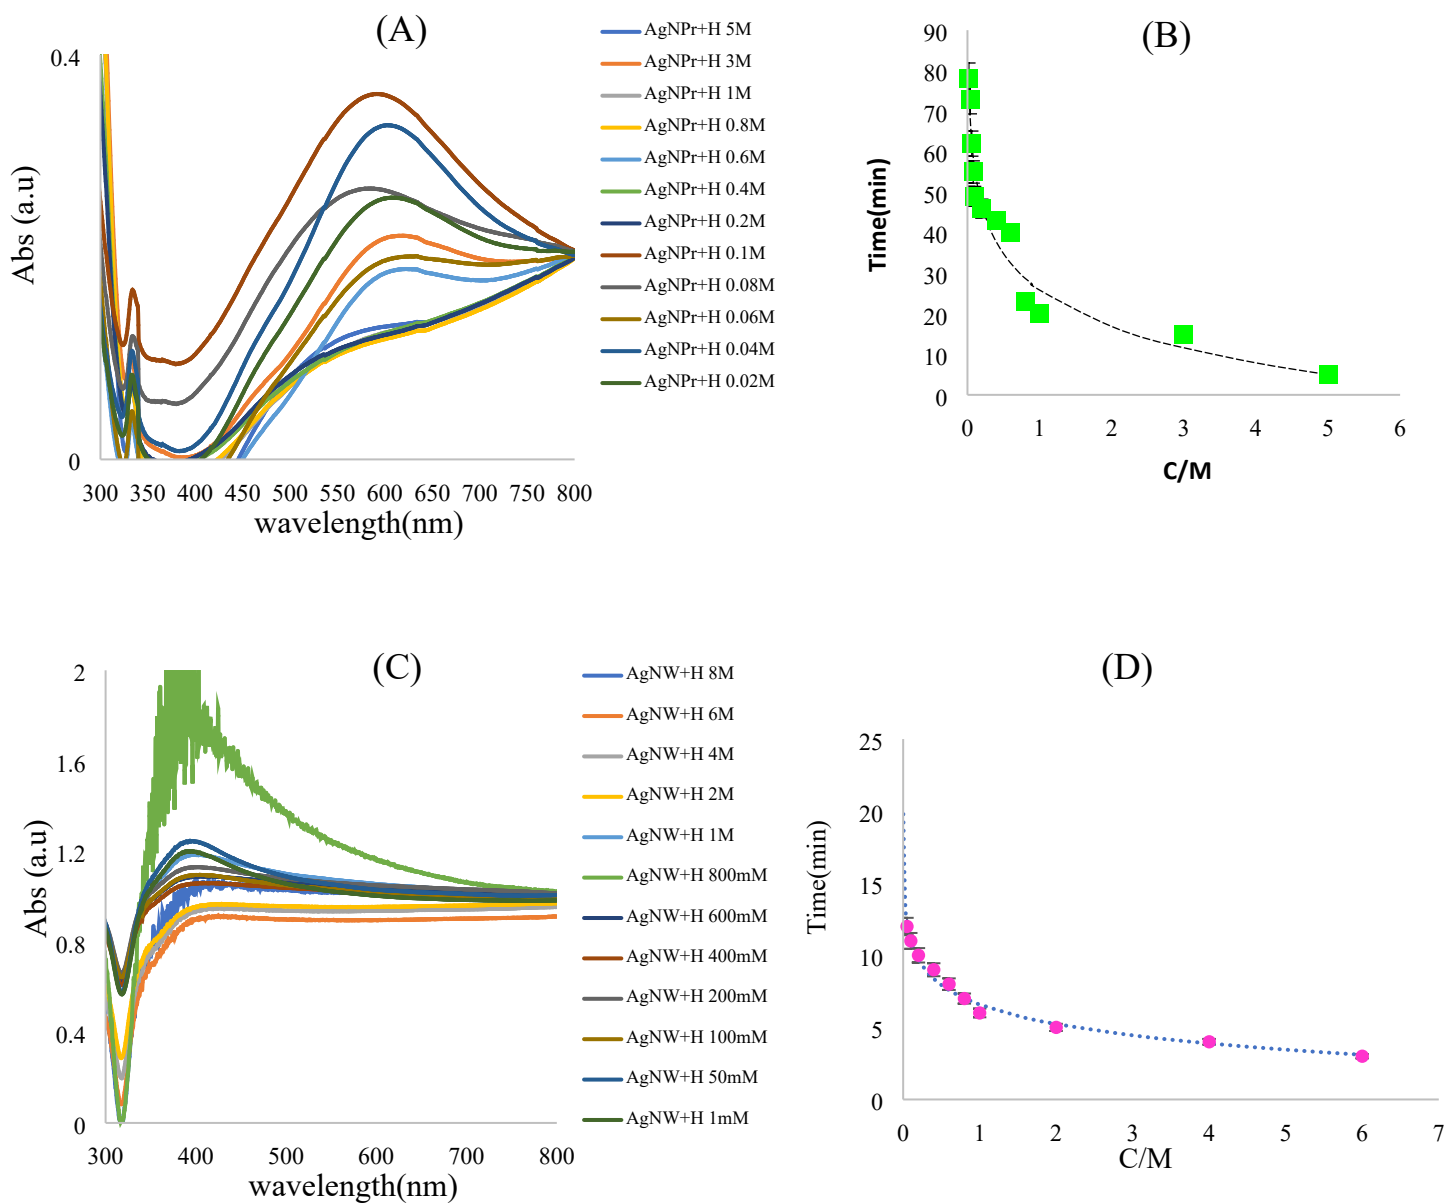 (A)
Abs (a.u)
0.4
0
300 350 400 450 500 550 600 650 700 750 800
wavelength(nm)
AgNPr+H 5M
AgNPr+H 3M
AgNPr+H 1M
AgNPr+H 0.8M
AgNPr+H 0.6M
AgNPr+H 0.4M
AgNPr+H 0.2M
AgNPr+H 0.1M
AgNPr+H 0.08M
AgNPr+H 0.06M
AgNPr+H 0.04M
AgNPr+H 0.02M
(B)
Time(min)
90
80
70
60
50
40
30
20
10
0
0 1 2 3 4 5 6
C/M
(C)
Abs (a.u)
2
1.6
1.2
0.8
0.4
0
300 400 500 600 700 800
wavelength(nm)
AgNW+H 8M
AgNW+H 6M
AgNW+H 4M
AgNW+H 2M
AgNW+H 1M
AgNW+H 800mM
AgNW+H 600mM
AgNW+H 400mM
AgNW+H 200mM
AgNW+H 100mM
AgNW+H 50mM
AgNW+H 1mM
(D)
Time(min)
25
20
15
10
5
0
0 1 2 3 4 5 6 7
C/M